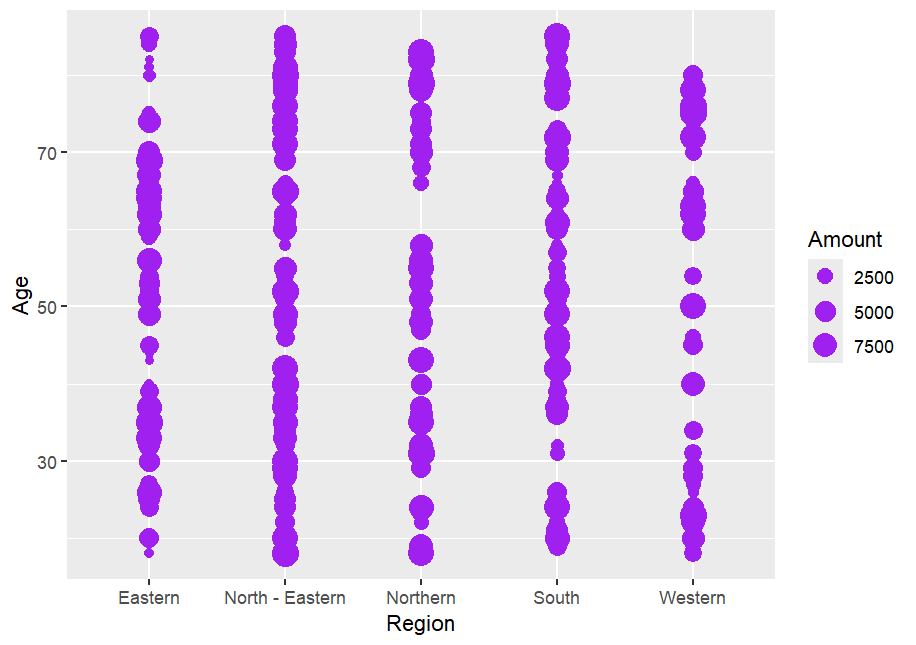 Age
70
50
30
Eastern
North - Eastern
Northern
South
Western
Region
Amount
2500
5000
7500